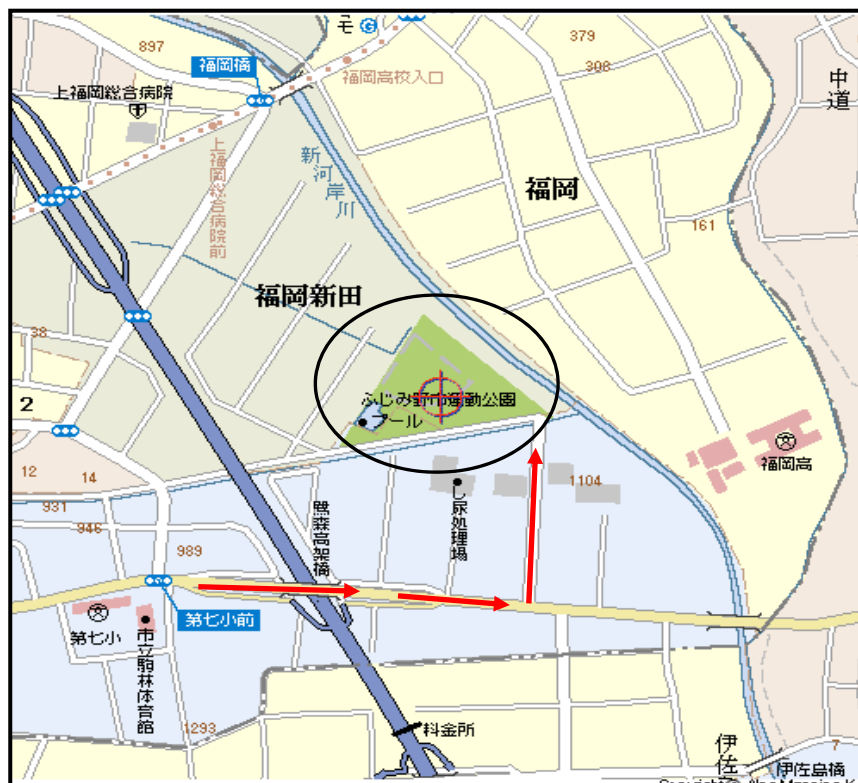 897
モ
G
379
308
福岡橋
福岡高校入口
中道
上福岡総合病院
新河岸川
上福岡総合病院前
福岡
161
福岡新田
38
2
ふじみ野市運動公園
プール
12
14
福岡高
931
946
鷺森高架橋
し尿処理場
1104
989
第七小前
第七小
市立駒林体育館
1293
料金所
伊佐
7
伊佐島橋